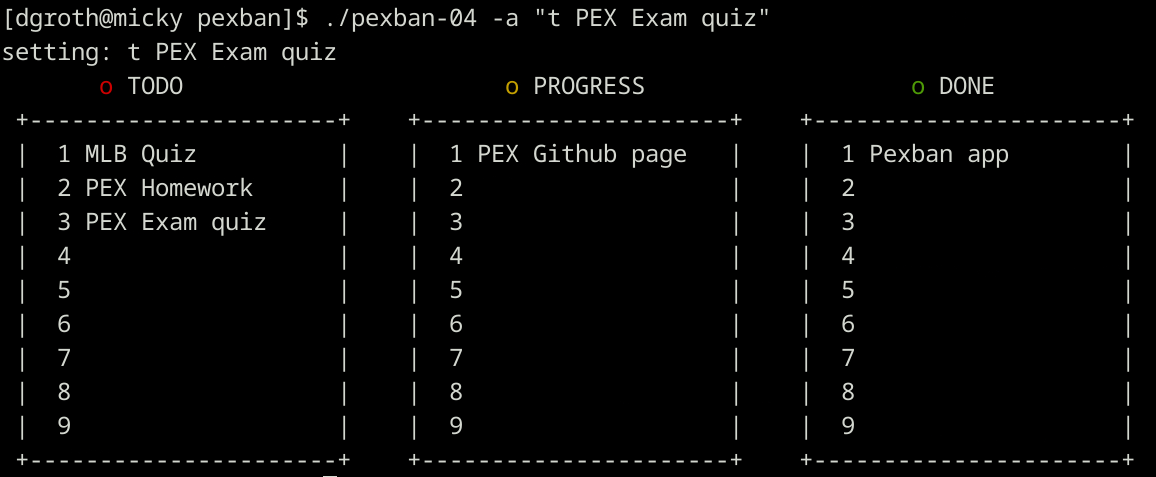 [dgroth@micky pexban]$ ./pexban-04 -a "t PEX Exam quiz"
setting: t PEX Exam quiz
       o TODO                       o PROGRESS                   o DONE
 +----------------------+    +----------------------+    +----------------------+
 |  1 MLB Quiz          |    |  1 PEX Github page   |    |  1 Pexban app        |
 |  2 PEX Homework      |    |  2                   |    |  2                   |
 |  3 PEX Exam quiz     |    |  3                   |    |  3                   |
 |  4                   |    |  4                   |    |  4                   |
 |  5                   |    |  5                   |    |  5                   |
 |  6                   |    |  6                   |    |  6                   |
 |  7                   |    |  7                   |    |  7                   |
 |  8                   |    |  8                   |    |  8                   |
 |  9                   |    |  9                   |    |  9                   |
 +----------------------+    +----------------------+    +----------------------+